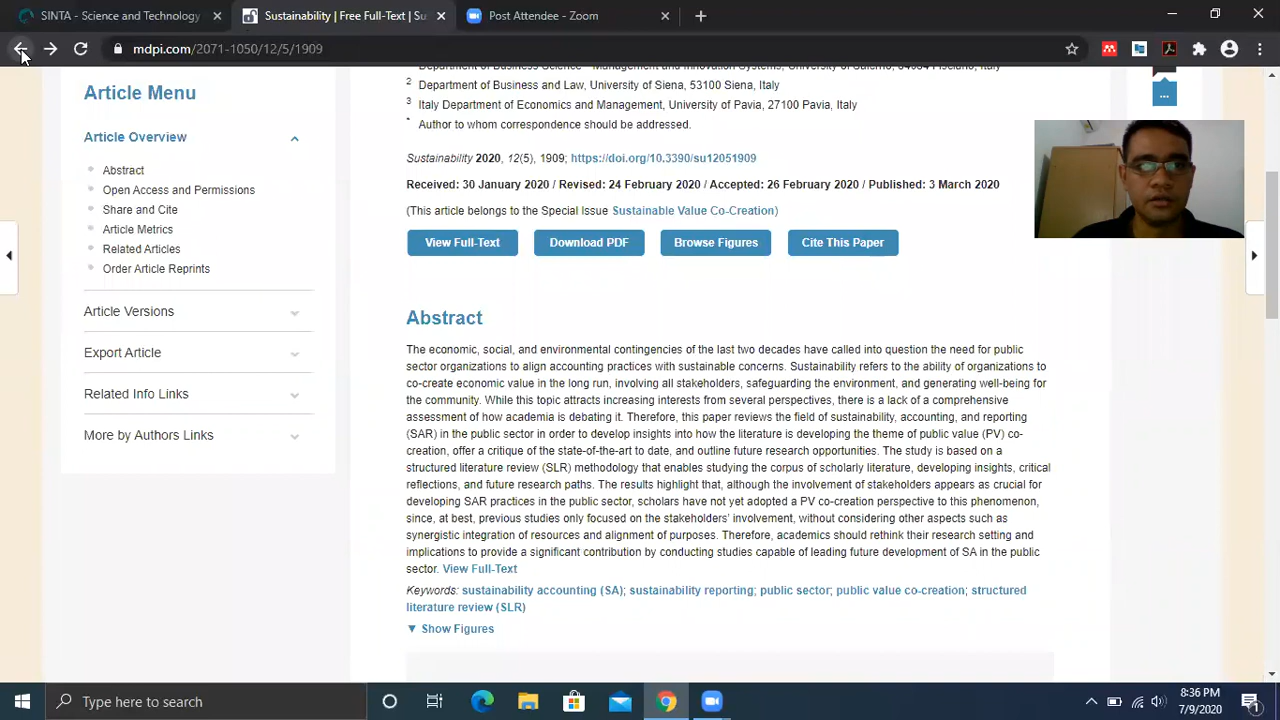 SINTA - Science and Technology
Sustainability | Free Full-Text | Su
Post Attendee - Zoom
mdpi.com/2071-1050/12/5/1909
Article Menu
Article Overview
Abstract
Open Access and Permissions
Share and Cite
Article Metrics
Related Articles
Order Article Reprints
Article Versions
Export Article
Related Info Links
More by Authors Links
2 Department of Business and Law, University of Siena, 53100 Siena, Italy
3 Italy Department of Economics and Management, University of Pavia, 27100 Pavia, Italy
* Author to whom correspondence should be addressed.
Sustainability 2020, 12(5), 1909; https://doi.org/10.3390/su12051909
Received: 30 January 2020 / Revised: 24 February 2020 / Accepted: 26 February 2020 / Published: 3 March 2020
(This article belongs to the Special Issue Sustainable Value Co-Creation)
View Full-Text Download PDF Browse Figures Cite This Paper
Abstract
The economic, social, and environmental contingencies of the last two decades have called into question the need for public
sector organizations to align accounting practices with sustainable concerns. Sustainability refers to the ability of organizations to
co-create economic value in the long run, involving all stakeholders, safeguarding the environment, and generating well-being for
the community. While this topic attracts increasing interests from several perspectives, there is a lack of a comprehensive
assessment of how academia is debating it. Therefore, this paper reviews the field of sustainability, accounting, and reporting
(SAR) in the public sector in order to develop insights into how the literature is developing the theme of public value (PV) co-
creation, offer a critique of the state-of-the-art to date, and outline future research opportunities. The study is based on a
structured literature review (SLR) methodology that enables studying the corpus of scholarly literature, developing insights, critical
reflections, and future research paths. The results highlight that, although the involvement of stakeholders appears as crucial for
developing SAR practices in the public sector, scholars have not yet adopted a PV co-creation perspective to this phenomenon,
since, at best, previous studies only focused on the stakeholders' involvement, without considering other aspects such as
synergistic integration of resources and alignment of purposes. Therefore, academics should rethink their research setting and
implications to provide a significant contribution by conducting studies capable of leading future development of SA in the public
sector. View Full-Text
Keywords: sustainability accounting (SA); sustainability reporting; public sector; public value co-creation; structured
literature review (SLR)
▼ Show Figures
...
Type here to search
8:36 PM
7/9/2020